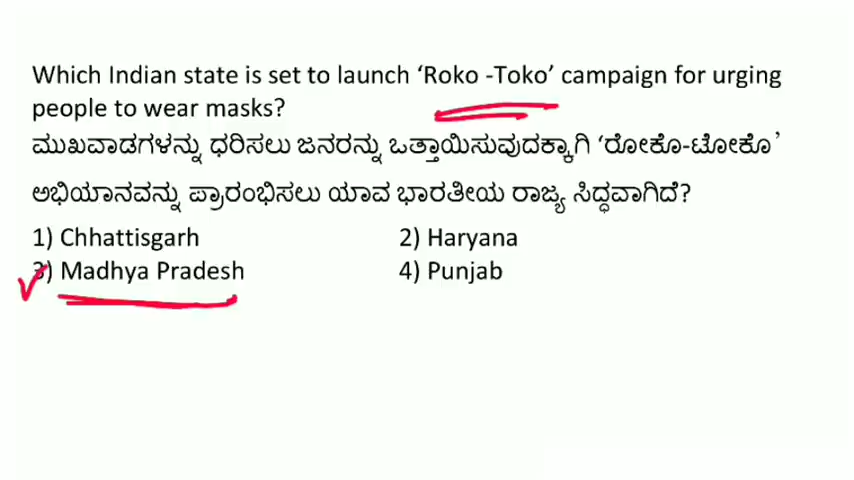 Which Indian state is set to launch ‘Roko -Toko’ campaign for urging
people to wear masks?
ಮುಖವಾಡಗಳನ್ನು ಧರಿಸಲು ಜನರನ್ನು ಒತ್ತಾಯಿಸುವುದಕ್ಕಾಗಿ ‘ರೋಕೊ-ಟೋಕೊ’
ಅಭಿಯಾನವನ್ನು ಪ್ರಾರಂಭಿಸಲು ಯಾವ ಭಾರತೀಯ ರಾಜ್ಯ ಸಿದ್ಧವಾಗಿದೆ?
1) Chhattisgarh 2) Haryana
3) Madhya Pradesh 4) Punjab